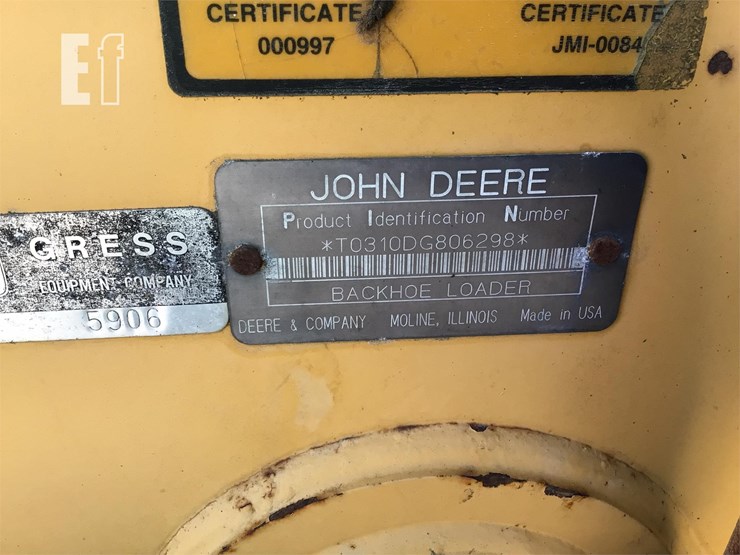 CERTIFICATE
000997
CERTIFICATE
JMI-0084
Ef
GRESS
EQUIPMENT COMPANY
5906
JOHN DEERE
Product Identification Number
*T0310DG806298*
BACKHOE LOADER
DEERE & COMPANY MOLINE, ILLINOIS Made in USA